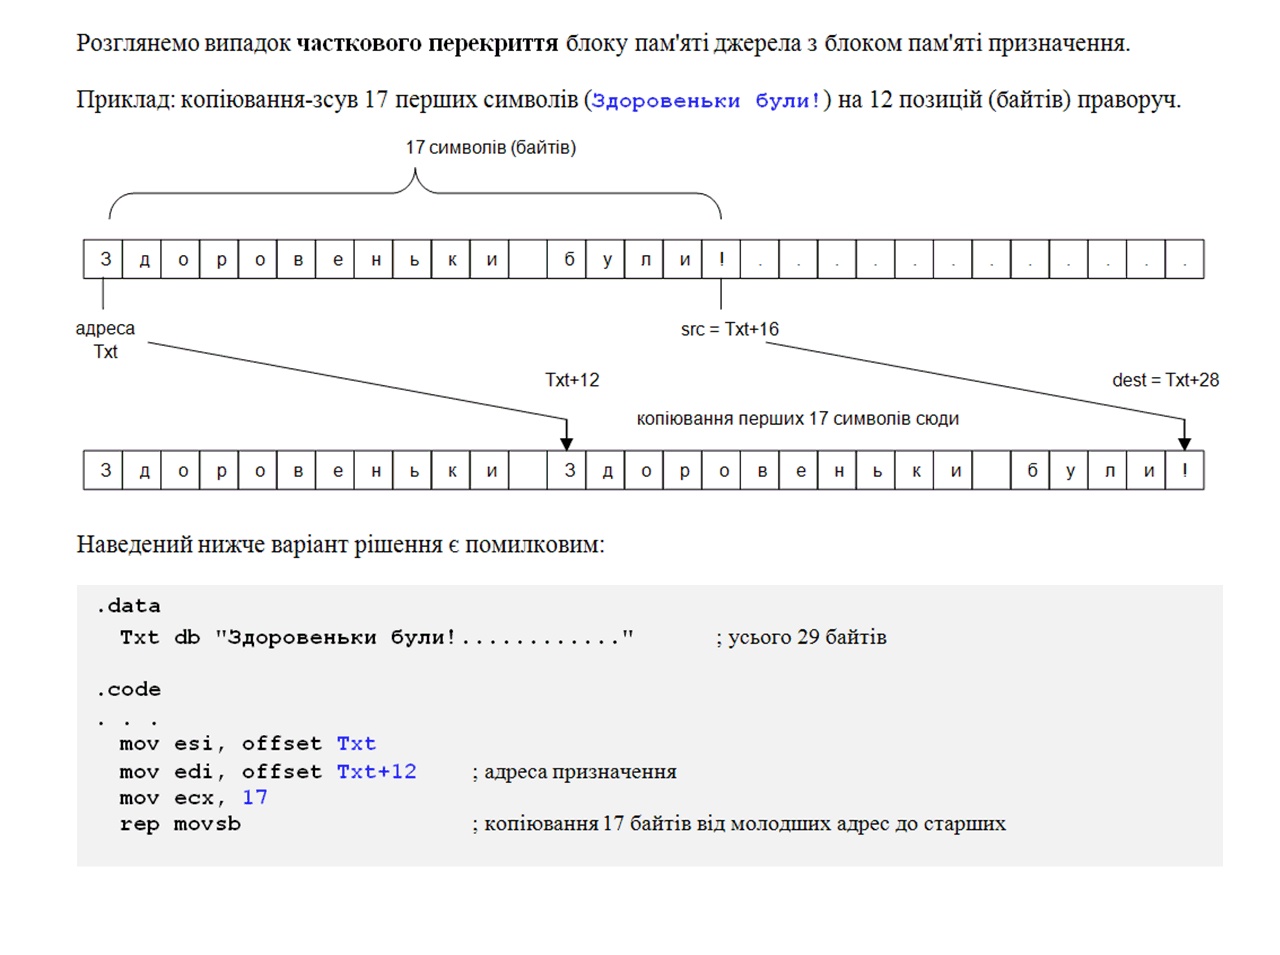 Розглянемо випадок часткового перекриття блоку пам'яті джерела з блоком пам'яті призначення.
Приклад: копіювання-зсув 17 перших символів (Здоровеньки були!) на 12 позицій (байтів) праворуч.
17 символів (байтів)
З д о р о в е н ь к и б у л и ! . . . . . . . . . . . .
адреса
Txt
src = Txt+16
Txt+12
dest = Txt+28
копіювання перших 17 символів сюди
З д о р о в е н ь к и З д о р о в е н ь к и б у л и !
Наведений нижче варіант рішення є помилковим:
.data
Txt db "Здоровеньки були!............" ; усього 29 байтів
.code
. . .
mov esi, offset Txt
mov edi, offset Txt+12 ; адреса призначення
mov ecx, 17
rep movsb ; копіювання 17 байтів від молодших адрес до старших